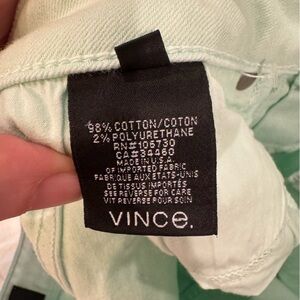 98% COTTON/COTON
2% POLYURETHANE
RN#106730
CA#34460
MADE IN U.S.A.
OF IMPORTED FABRIC
FABRIQUE AUX ETATS-UNIS
DE TISSUS IMPORTÉS
SEE REVERSE FOR CARE
VIT REVERSE POUR SOIN
VINCE.